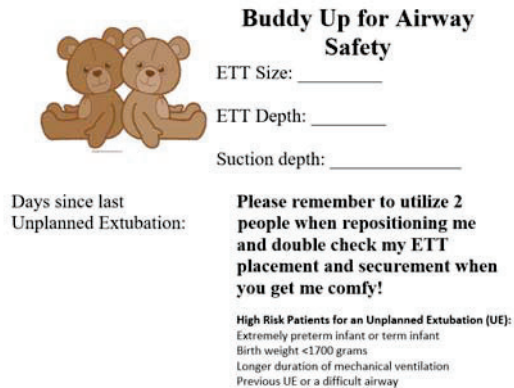 Buddy Up for Airway
Safety
ETT Size: _________
ETT Depth: ________
Suction depth: ______________
Days since last
Unplanned Extubation:
Please remember to utilize 2
people when repositioning me
and double check my ETT
placement and securement when
you get me comfy!
High Risk Patients for an Unplanned Extubation (UE):
Extremely preterm infant or term infant
Birth weight <1700 grams
Longer duration of mechanical ventilation
Previous UE or a difficult airway